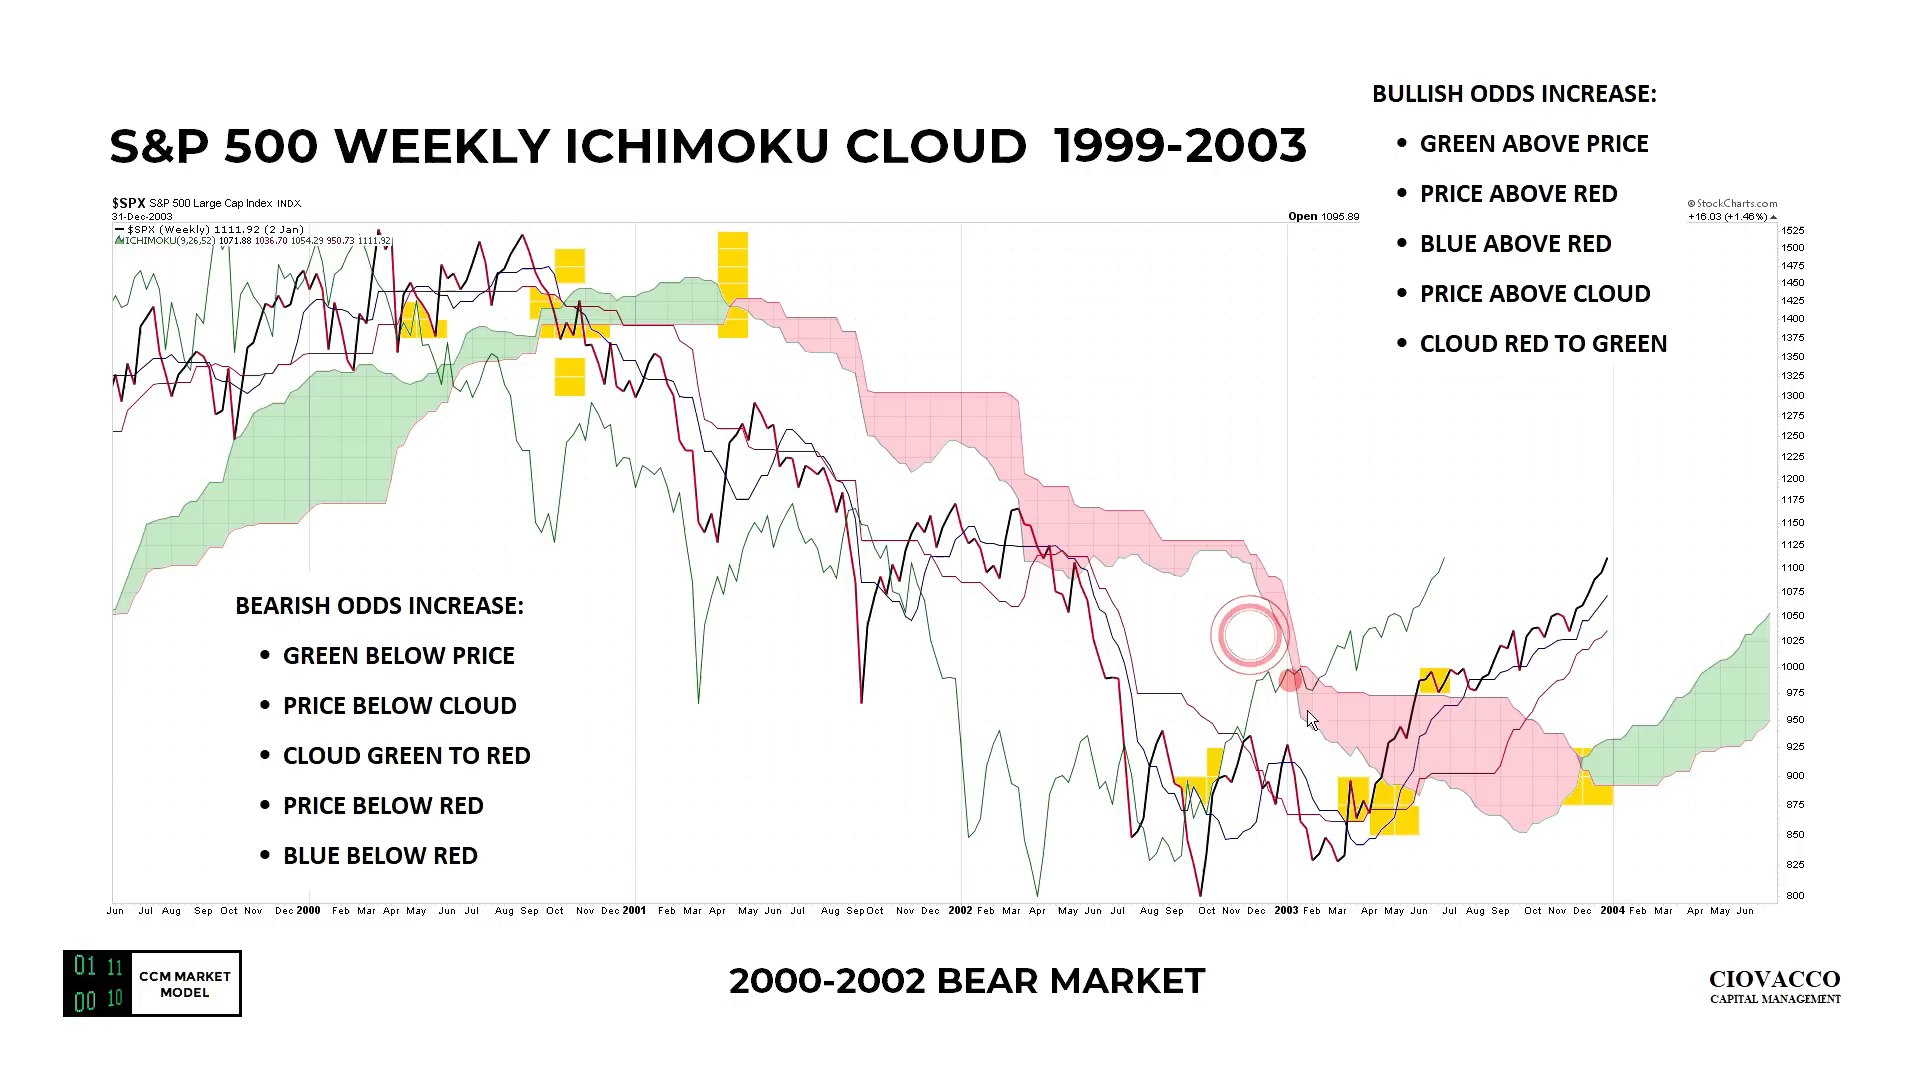 BULLISH ODDS INCREASE:
• GREEN ABOVE PRICE
• PRICE ABOVE RED
• BLUE ABOVE RED
• PRICE ABOVE CLOUD
• CLOUD RED TO GREEN
S&P 500 WEEKLY ICHIMOKU CLOUD 1999-2003
$SPX S&P 500 Large Cap Index INDX
31-Dec-2003
Open 1095.89
© StockCharts.com
+16.03 (+1.46%)
$SPX (Weekly) 1111.92 (2 Jan)
ICHIMOKU(9,26,52) 1071.88 1036.70 1054.29 950.73 1111.92
1525
1500
1475
1450
1425
1400
1375
1350
1325
1300
1275
1250
1225
1200
1175
1150
1125
1100
1075
1050
1025
1000
975
950
925
900
875
850
825
800
BEARISH ODDS INCREASE:
• GREEN BELOW PRICE
• PRICE BELOW CLOUD
• CLOUD GREEN TO RED
• PRICE BELOW RED
• BLUE BELOW RED
Jun Jul Aug Sep Oct Nov Dec 2000 Feb Mar Apr May Jun Jul Aug Sep Oct Nov Dec 2001 Feb Mar Apr May Jun Jul Aug Sep Oct Nov Dec 2002 Feb Mar Apr May Jun Jul Aug Sep Oct Nov Dec 2003 Feb Mar Apr May Jun Jul Aug Sep Oct Nov Dec 2004 Feb Mar Apr May Jun
01 11
00 10
CCM MARKET
MODEL
2000-2002 BEAR MARKET
CIOVACCO
CAPITAL MANAGEMENT